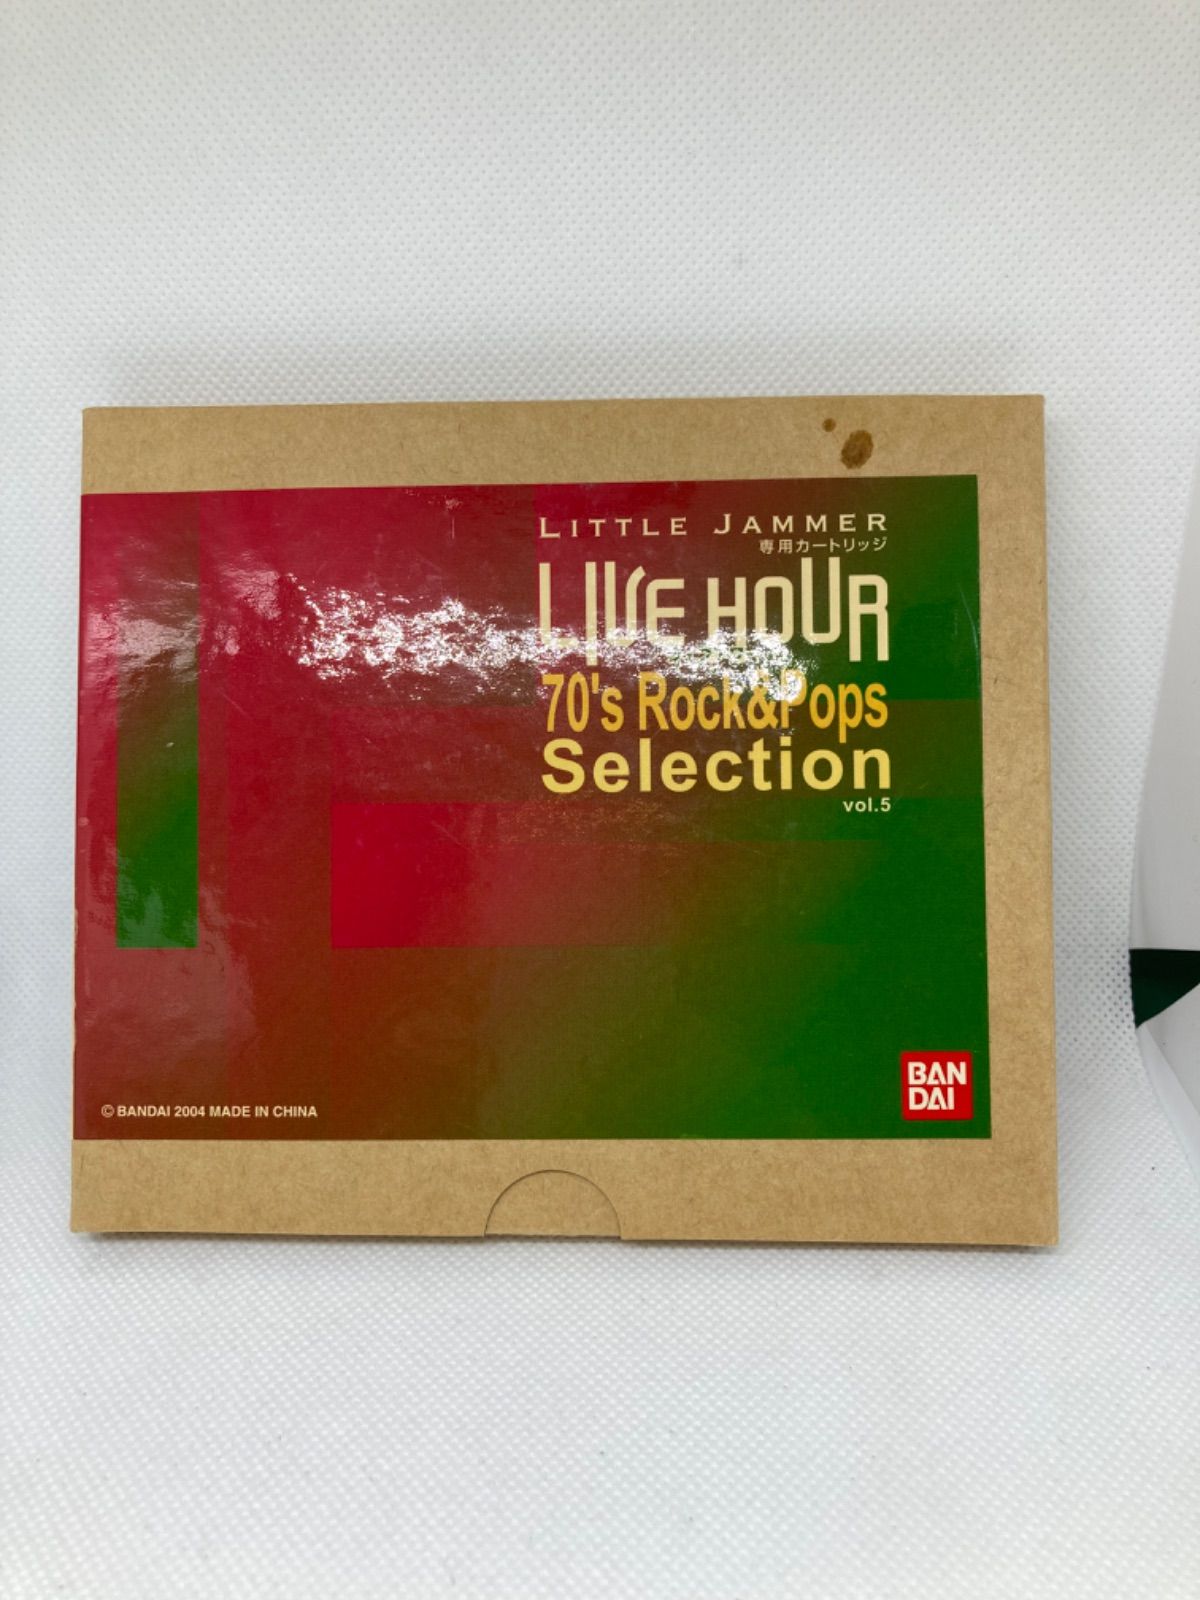 LITTLE JAMMER
専用カートリッジ
LIVE HOUR
70's Rock&Pops
Selection
vol.5
© BANDAI 2004 MADE IN CHINA
BAN
DAI